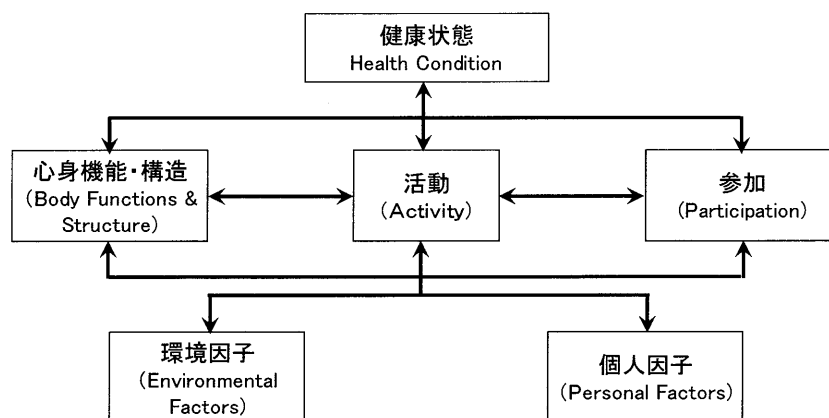 健康状態
Health Condition
心身機能・構造
(Body Functions &
Structure)
活動
(Activity)
参加
(Participation)
環境因子
(Environmental
Factors)
個人因子
(Personal Factors)